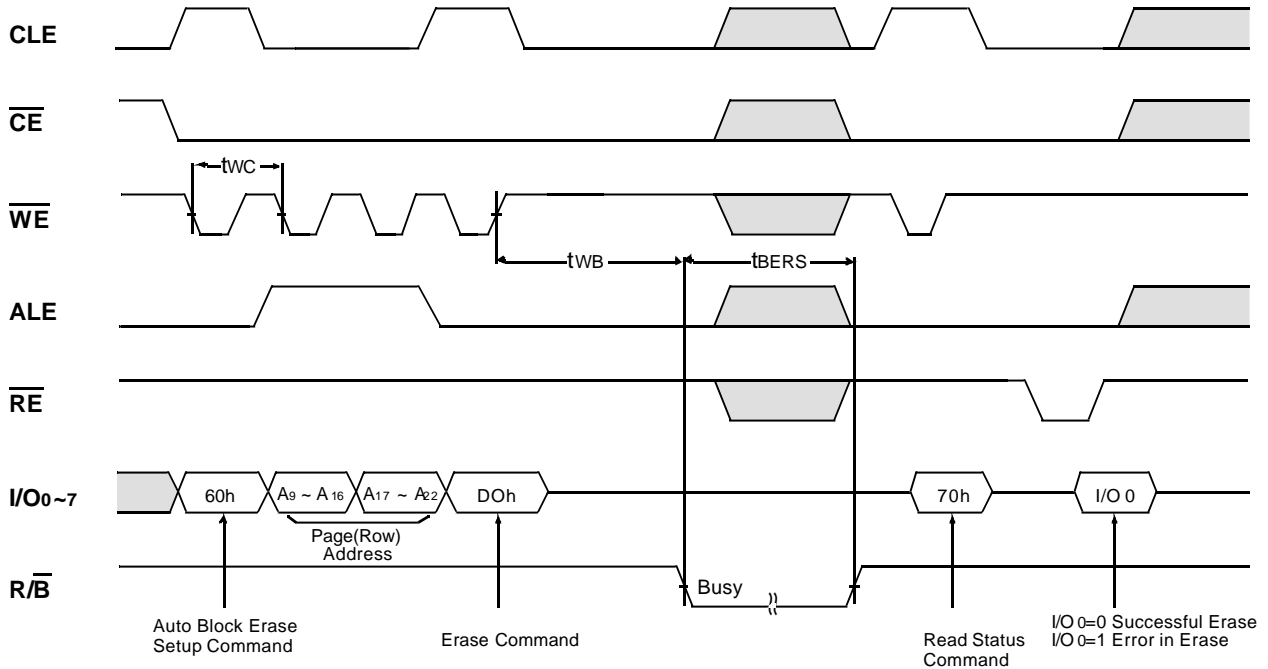 CLE
CE
tWC
WE
tWB
tBERS
ALE
RE
I/O0~7
60h
A9 ~ A16
A17 ~ A22
DOh
70h
I/O 0
Page(Row)
Address
R/B
Busy
Auto Block Erase
Setup Command
Erase Command
Read Status
Command
I/O 0=0 Successful Erase
I/O 0=1 Error in Erase